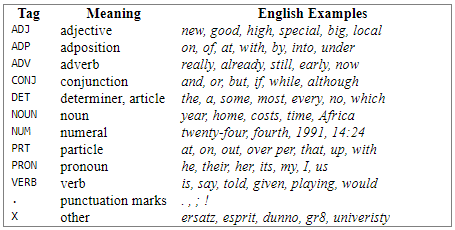 Tag Meaning English Examples
ADJ adjective new, good, high, special, big, local
ADP adposition on, of, at, with, by, into, under
ADV adverb really, already, still, early, now
CONJ conjunction and, or, but, if, while, although
DET determiner, article the, a, some, most, every, no, which
NOUN noun year, home, costs, time, Africa
NUM numeral twenty-four, fourth, 1991, 14:24
PRT particle at, on, out, over per, that, up, with
PRON pronoun he, their, her, its, my, I, us
VERB verb is, say, told, given, playing, would
. punctuation marks . , ; !
X other ersatz, esprit, dunno, gr8, univeristy